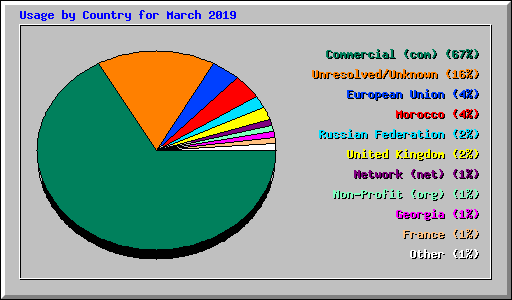 Usage by Country for March 2019
Commercial (com) (67%)
Unresolved/Unknown (16%)
European Union (4%)
Morocco (4%)
Russian Federation (2%)
United Kingdom (2%)
Network (net) (1%)
Non-Profit (org) (1%)
Georgia (1%)
France (1%)
Other (1%)